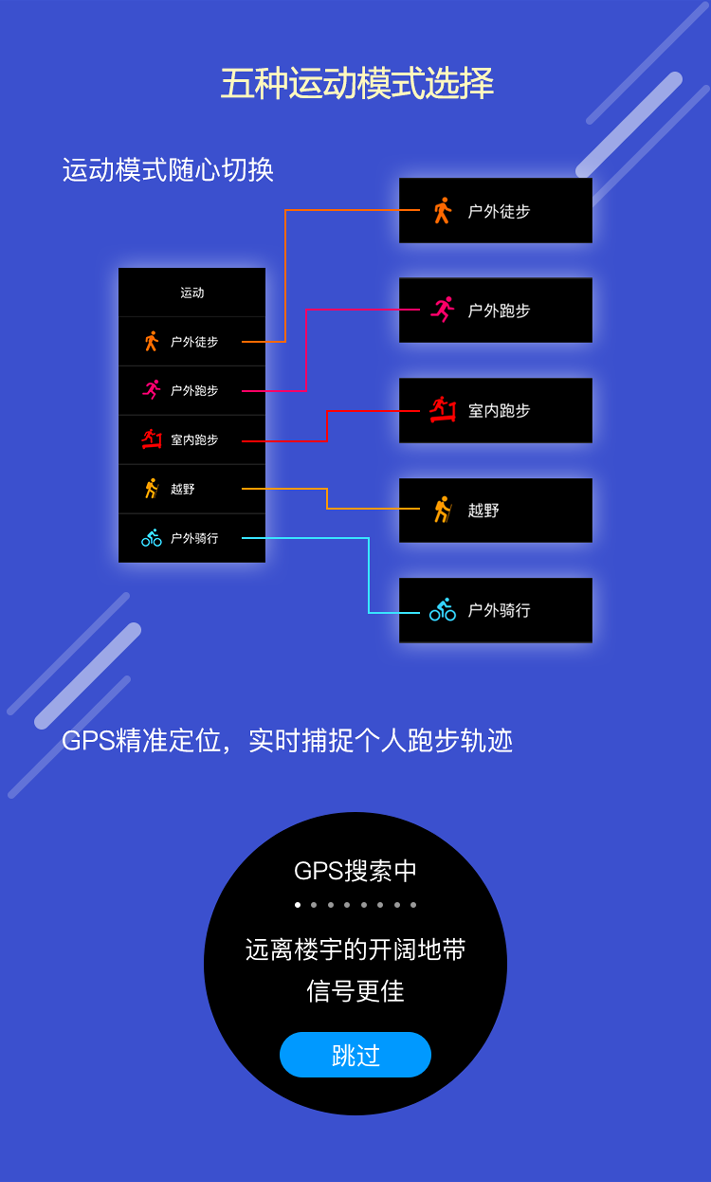 五种运动模式选择
运动模式随心切换
运动
户外徒步
户外跑步
室内跑步
越野
户外骑行
户外徒步
户外跑步
室内跑步
越野
户外骑行
GPS精准定位，实时捕捉个人跑步轨迹
GPS搜索中
远离楼宇的开阔地带
信号更佳
跳过